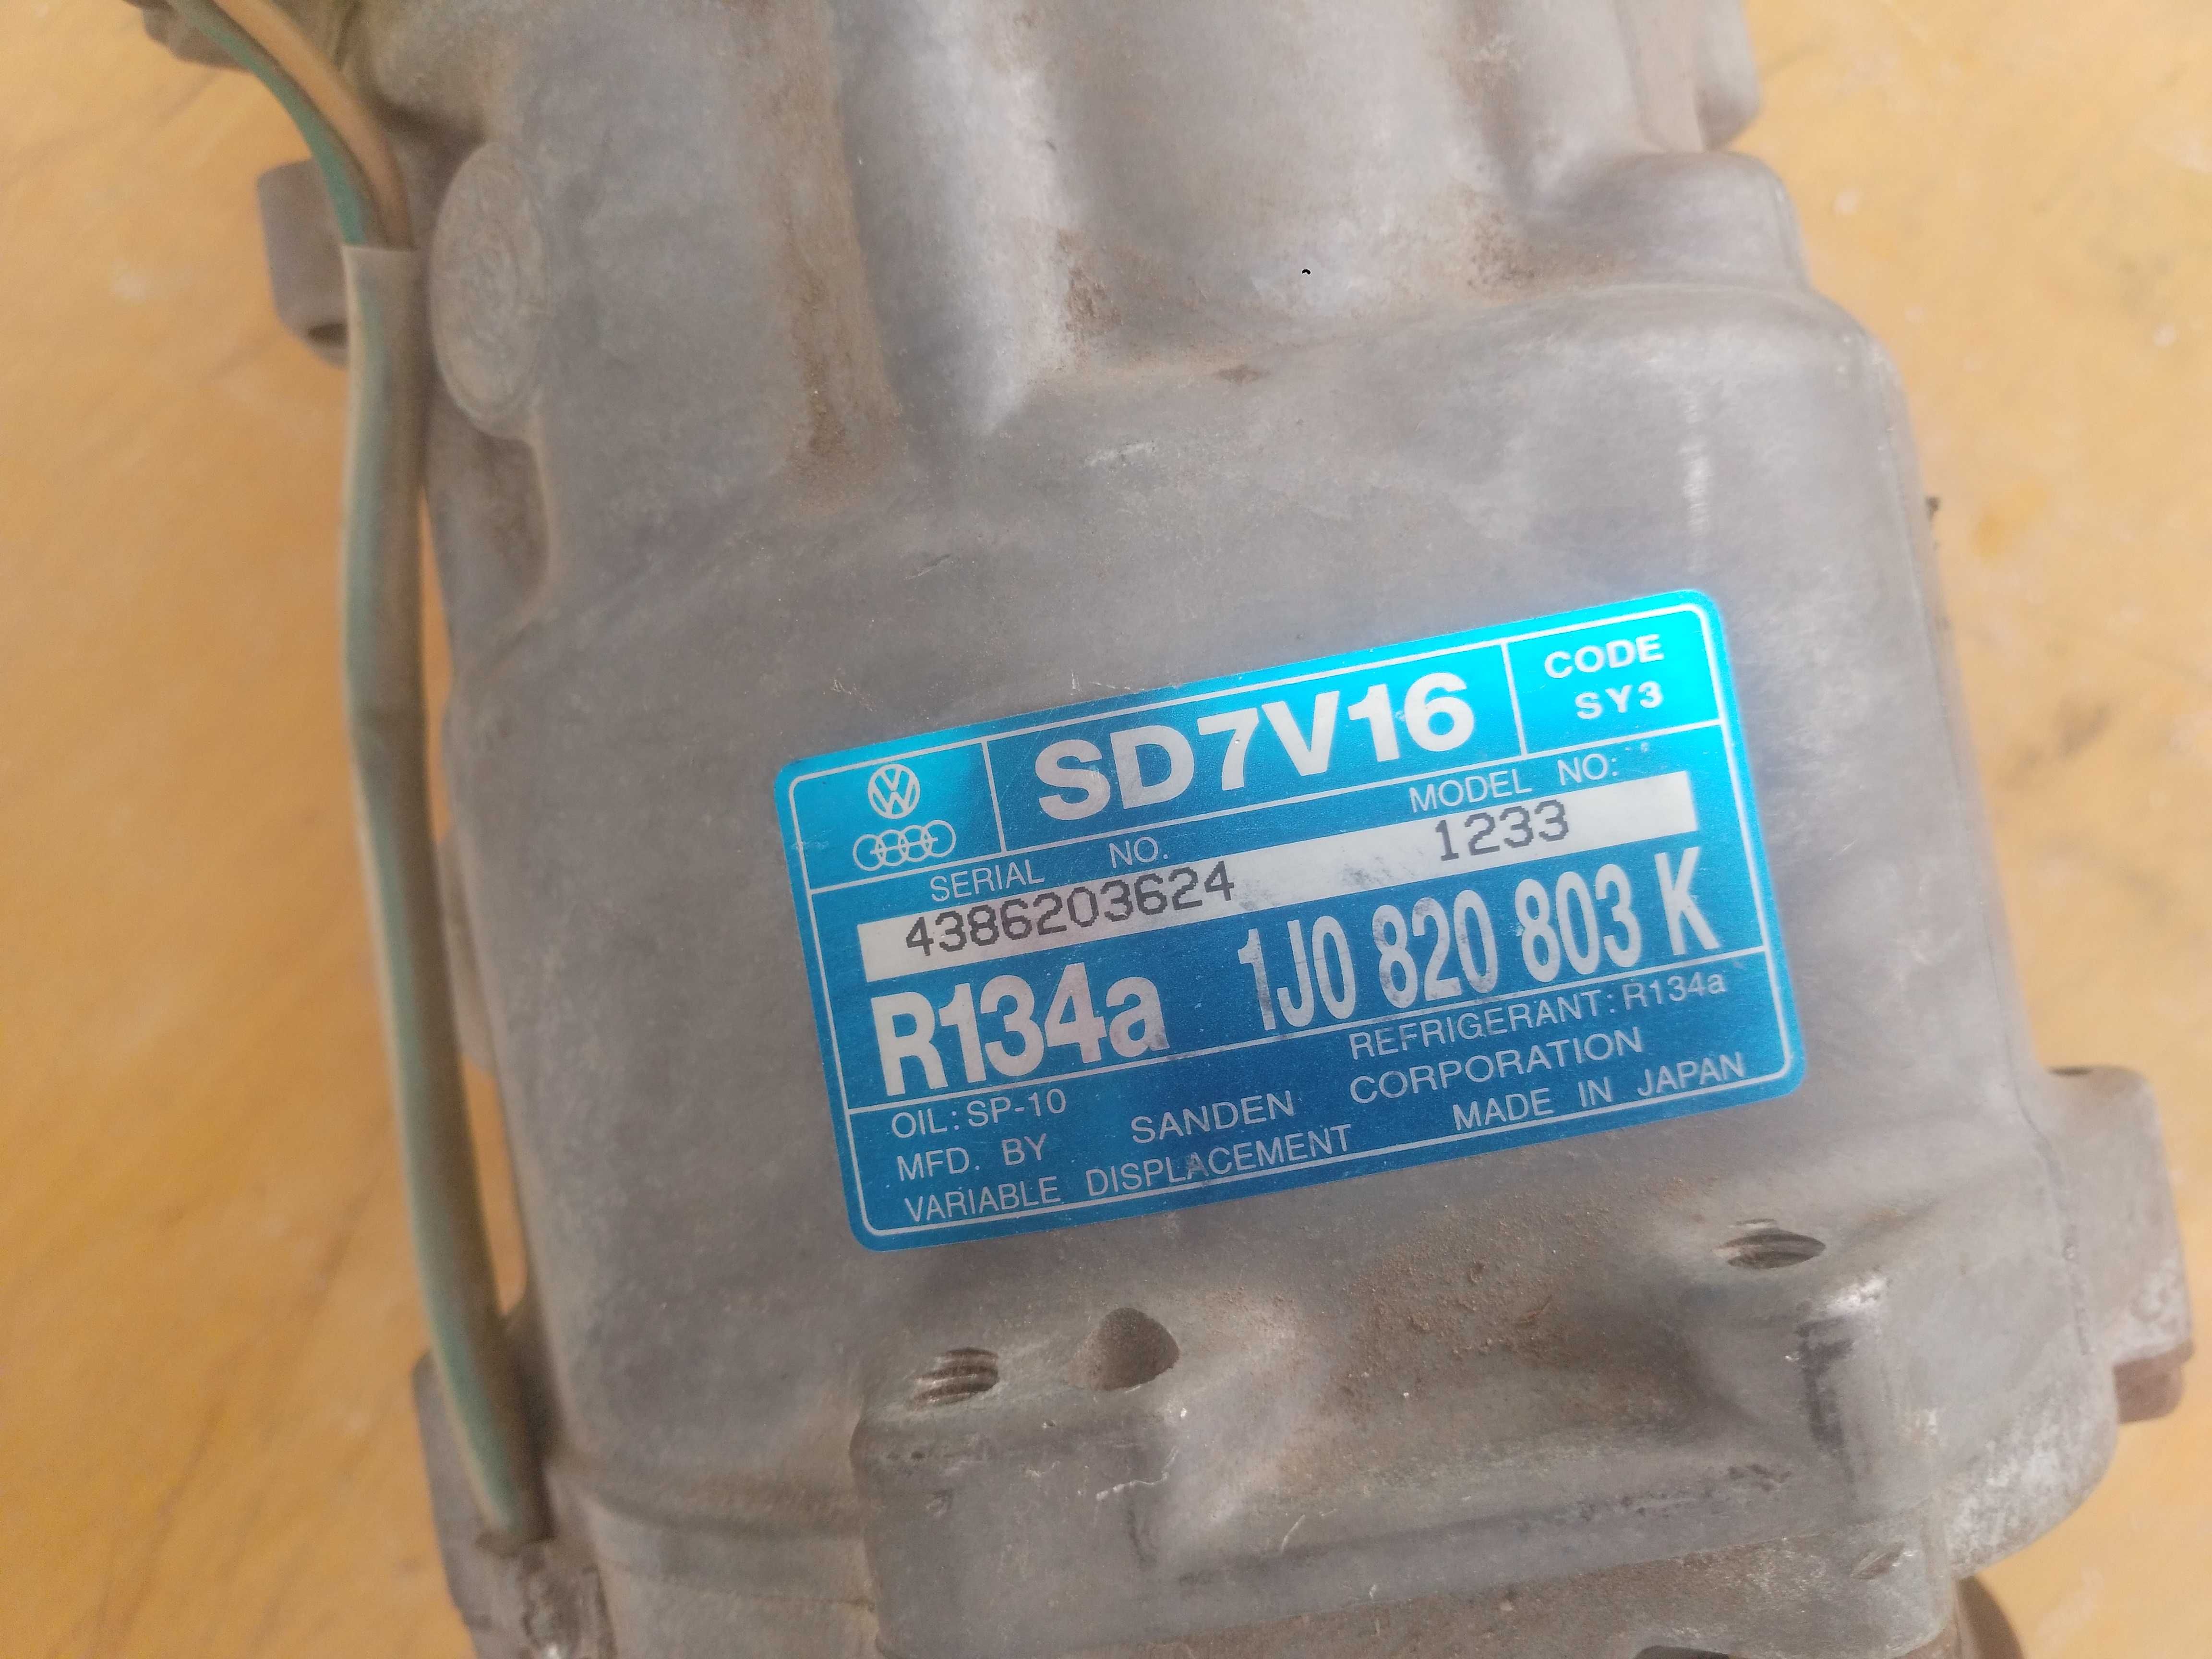 SD7V16
CODE
SY3
SERIAL NO.
MODEL NO:
4386203624 1233
R134a 1J0 820 803 K
OIL: SP-10 REFRIGERANT: R134a
MFD. BY SANDEN CORPORATION
VARIABLE DISPLACEMENT MADE IN JAPAN